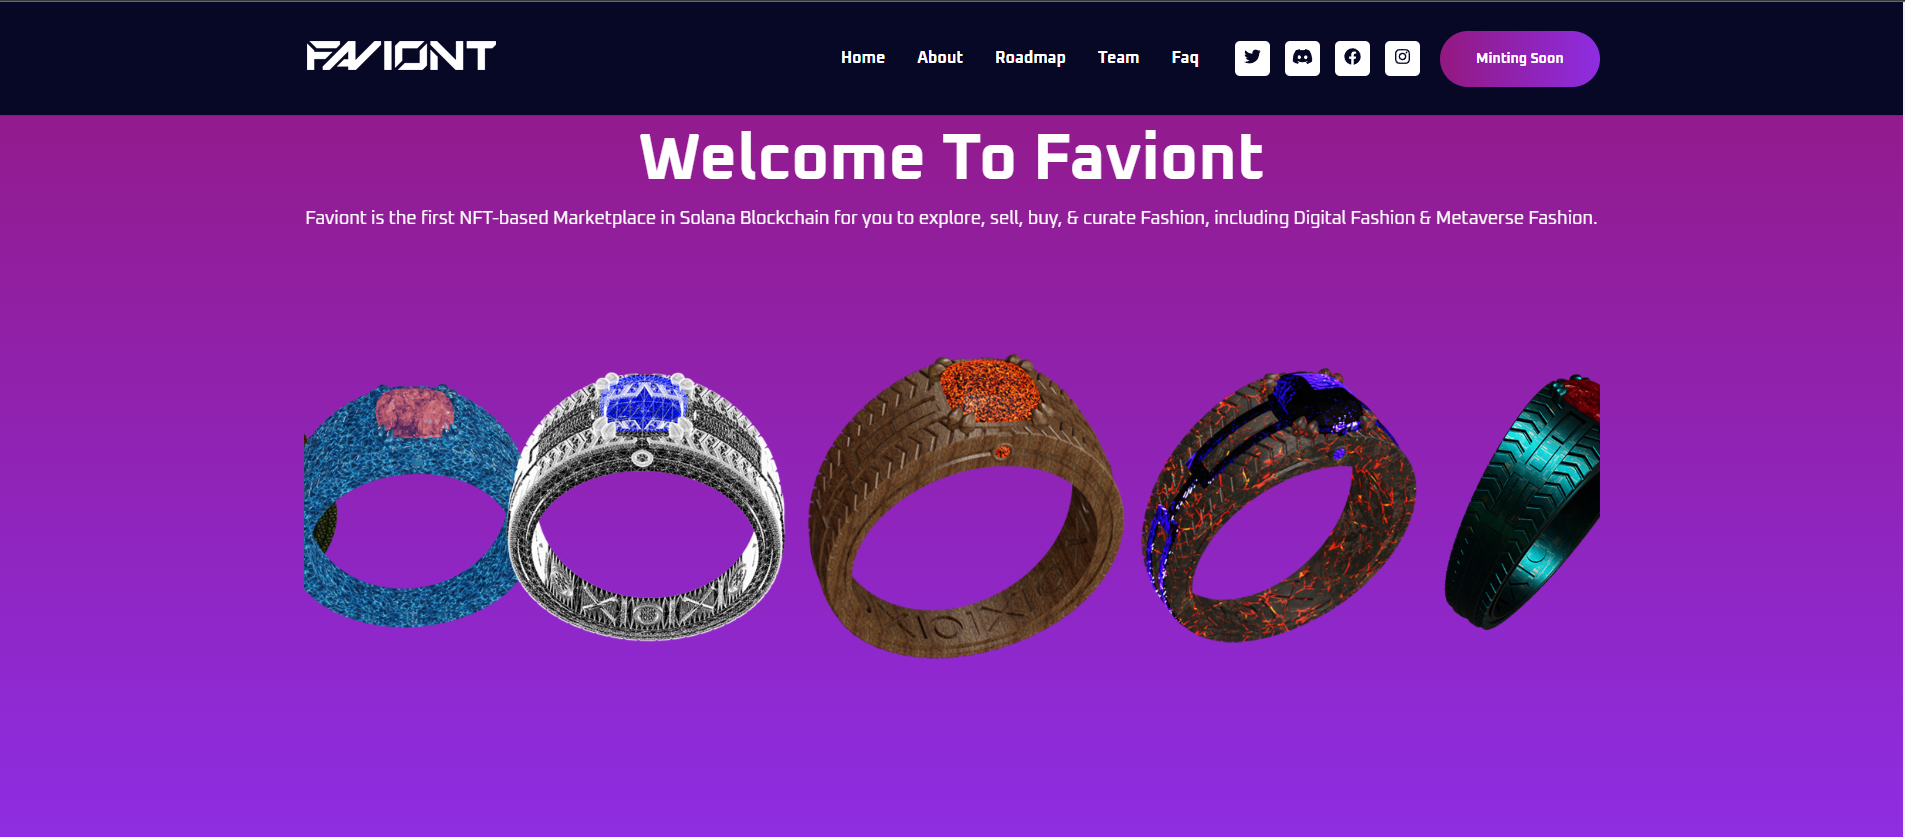 FAVIONT
Home About Roadmap Team Faq Minting Soon
Welcome To Faviont
Faviont is the first NFT-based Marketplace in Solana Blockchain for you to explore, sell, buy, & curate Fashion, including Digital Fashion & Metaverse Fashion.